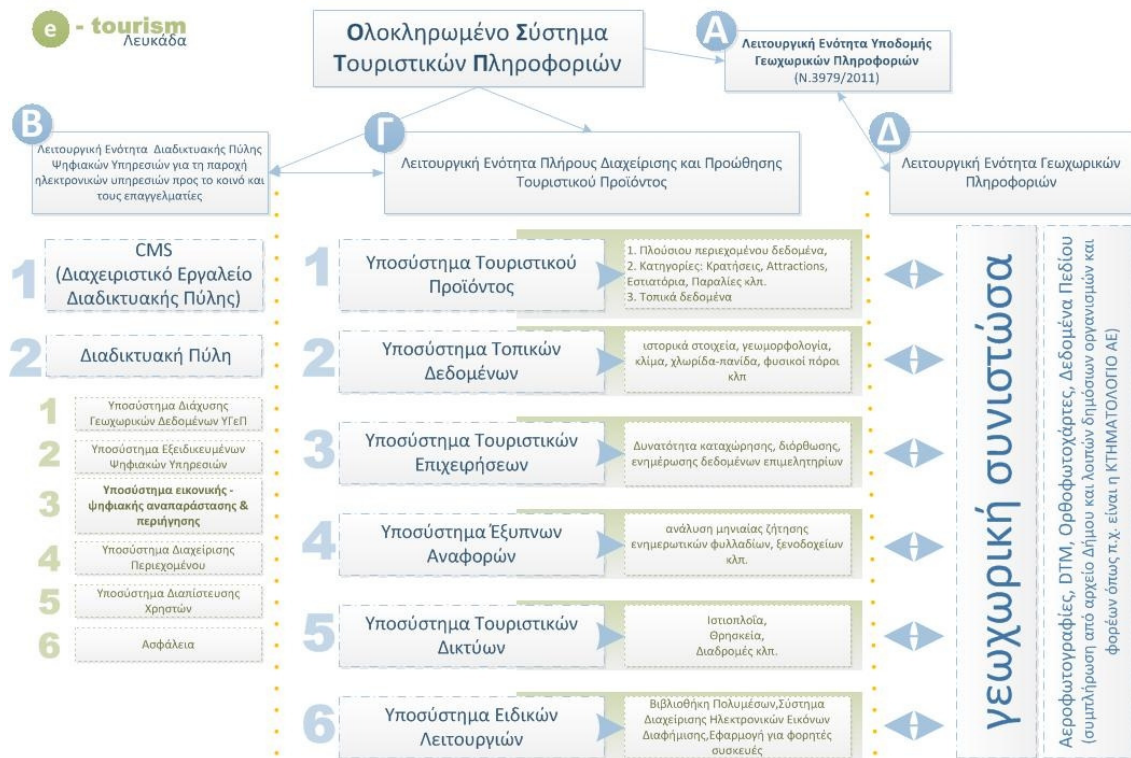 e - tourism
Λευκάδα
Ολοκληρωμένο Σύστημα
Τουριστικών Πληροφοριών
Α
Λειτουργική Ενότητα Υποδομής
Γεωχωρικών Πληροφοριών
(Ν.3979/2011)
Β
Λειτουργική Ενότητα Διαδικτυακής Πύλης
Ψηφιακών Υπηρεσιών για τη παροχή
ηλεκτρονικών υπηρεσιών προς το κοινό και
τους επαγγελματίες
Γ
Λειτουργική Ενότητα Πλήρους Διαχείρισης και Προώθησης
Τουριστικού Προϊόντος
Δ
Λειτουργική Ενότητα Γεωχωρικών
Πληροφοριών
1
CMS
(Διαχειριστικό Εργαλείο
Διαδικτυακής Πύλης)
2
Διαδικτυακή Πύλη
1
Υποσύστημα Διάχυσης
Γεωχωρικών Δεδομένων ΥΓεΠ
2
Υποσύστημα Εξειδικευμένων
Ψηφιακών Υπηρεσιών
3
Υποσύστημα εικονικής -
ψηφιακής αναπαράστασης &
περιήγησης
4
Υποσύστημα Διαχείρισης
Περιεχομένου
5
Υποσύστημα Διαπίστευσης
Χρηστών
6
Ασφάλεια
1
Υποσύστημα Τουριστικού
Προϊόντος
1. Πλούσιου περιεχομένου δεδομένα,
2. Κατηγορίες: Κρατήσεις, Attractions,
Εστιατόρια, Παραλίες κλπ.
3. Τοπικά δεδομένα
2
Υποσύστημα Τοπικών
Δεδομένων
ιστορικά στοιχεία, γεωμορφολογία,
κλίμα, χλωρίδα-πανίδα, φυσικοί πόροι
κλπ
3
Υποσύστημα Τουριστικών
Επιχειρήσεων
Δυνατότητα καταχώρησης, διόρθωσης,
ενημέρωσης δεδομένων επιμελητηρίων
4
Υποσύστημα Έξυπνων
Αναφορών
ανάλυση μηνιαίας ζήτησης
ενημερωτικών φυλλαδίων, ξενοδοχείων
κλπ.
5
Υποσύστημα Τουριστικών
Δικτύων
Ιστιοπλοΐα,
Θρησκεία,
Διαδρομές κλπ.
6
Υποσύστημα Ειδικών
Λειτουργιών
Βιβλιοθήκη Πολυμέσων,Σύστημα
Διαχείρισης Ηλεκτρονικών Εικόνων
Διαφήμισης,Εφαρμογή για φορητές
συσκευές
γεωχωρική συνιστώσα
Αεροφωτογραφίες, DTM, Ορθοφωτοχάρτες, Δεδομένα Πεδίου
(συμπλήρωση από αρχείο Δήμου και λοιπών δημόσιων οργανισμών και
φορέων όπως π.χ. είναι η ΚΤΗΜΑΤΟΛΟΓΙΟ ΑΕ)